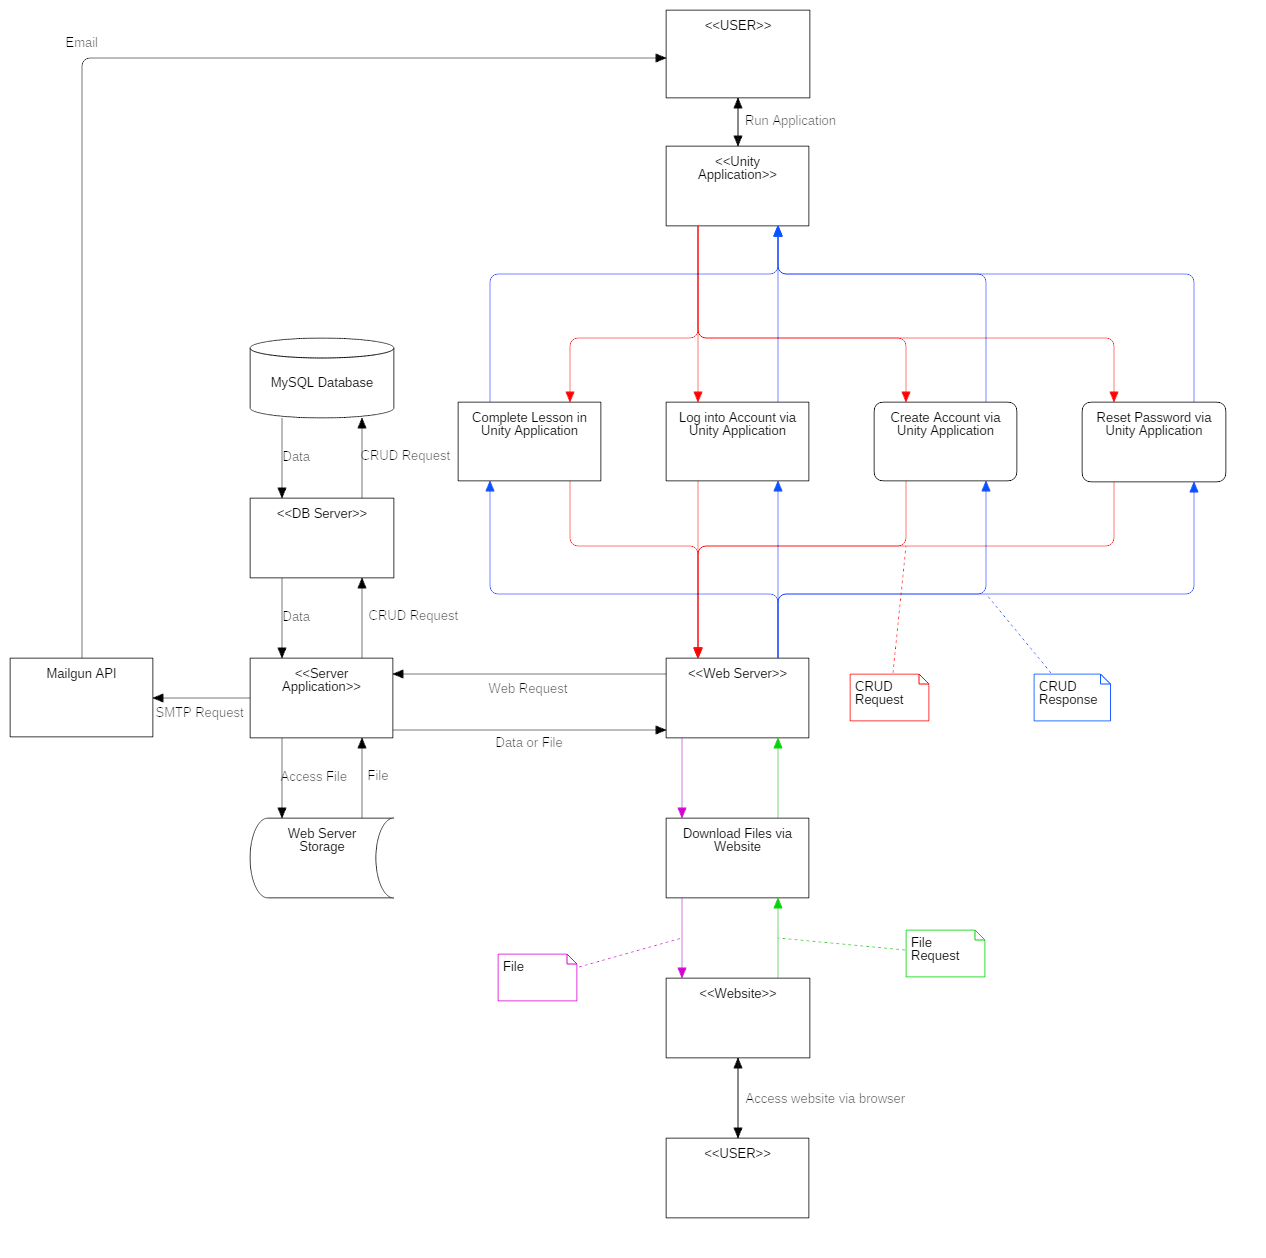 <<USER>>
Email
Run Application
<<Unity
Application>>
MySQL Database
Complete Lesson in
Unity Application
Log into Account via
Unity Application
Create Account via
Unity Application
Reset Password via
Unity Application
Data
CRUD Request
<<DB Server>>
Data
CRUD Request
Mailgun API
<<Server
Application>>
<<Web Server>>
CRUD
Request
CRUD
Response
Web Request
SMTP Request
Data or File
Access File
File
Web Server
Storage
Download Files via
Website
File
Request
File
<<Website>>
Access website via browser
<<USER>>